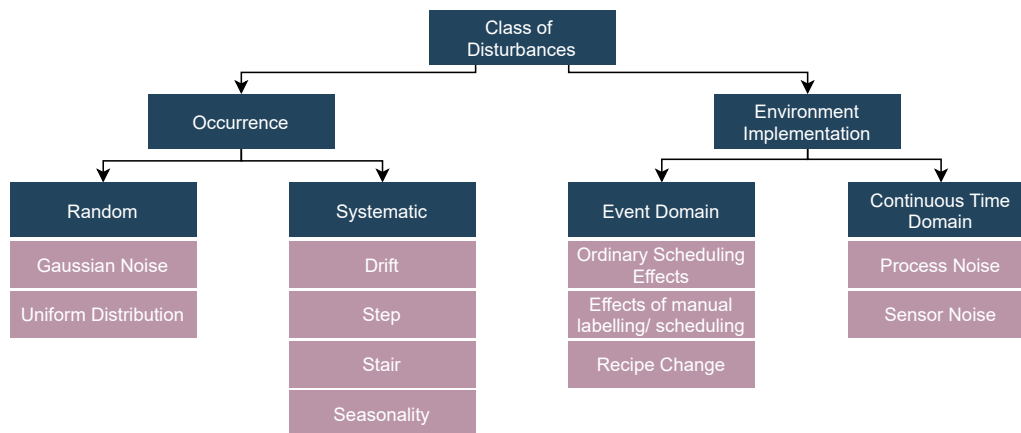 Class of
Disturbances
Occurrence
Environment
Implementation
Random
Systematic
Event Domain
Continuous Time
Domain
Gaussian Noise
Uniform Distribution
Drift
Step
Stair
Seasonality
Ordinary Scheduling
Effects
Effects of manual
labelling/ scheduling
Recipe Change
Process Noise
Sensor Noise